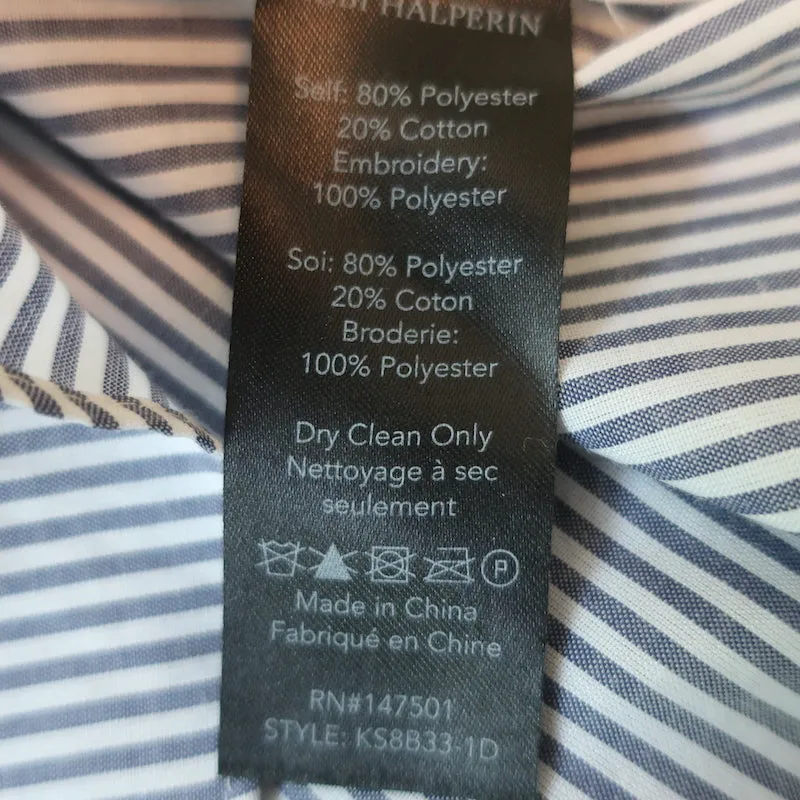 HALPERIN
Self: 80% Polyester
20% Cotton
Embroidery:
100% Polyester
Soi: 80% Polyester
20% Coton
Broderie:
100% Polyester
Dry Clean Only
Nettoyage à sec
seulement
P
Made in China
Fabriqué en Chine
RN#147501
STYLE: KS8B33-1D